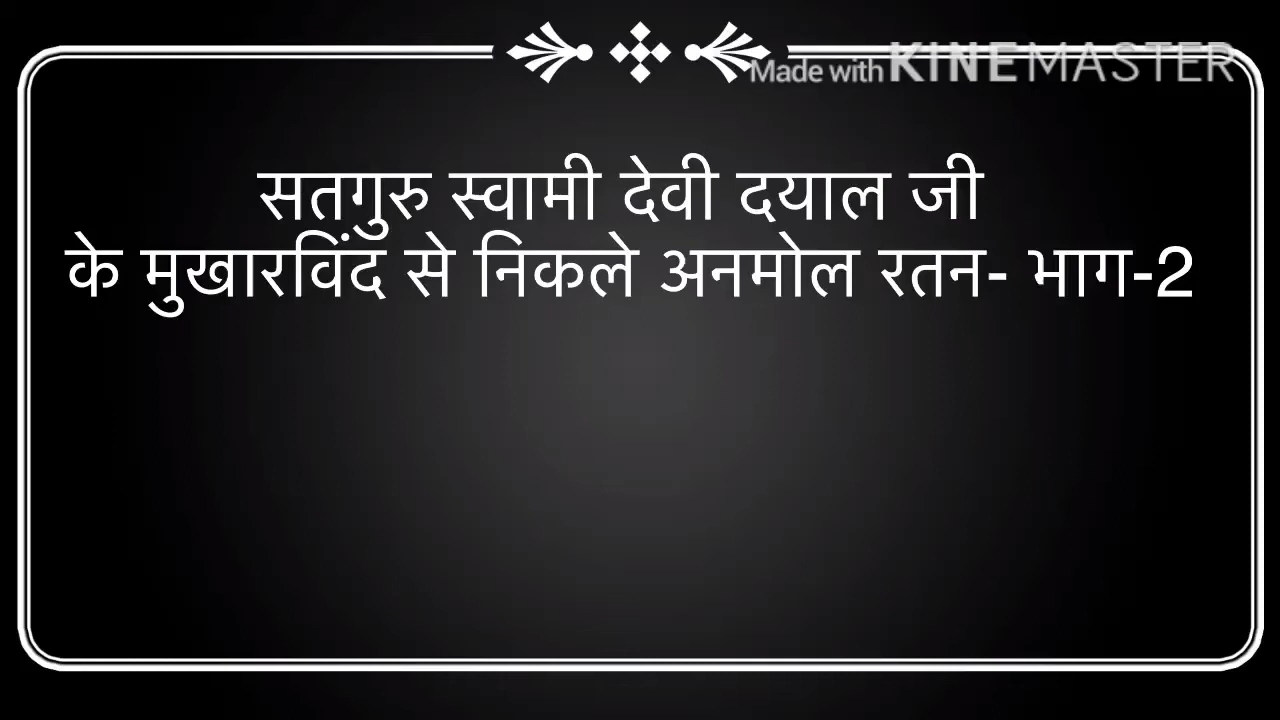 Made with KINEMASTER
सतगुरु स्वामी देवी दयाल जी
के मुखारविंद से निकले अनमोल रतन- भाग-2